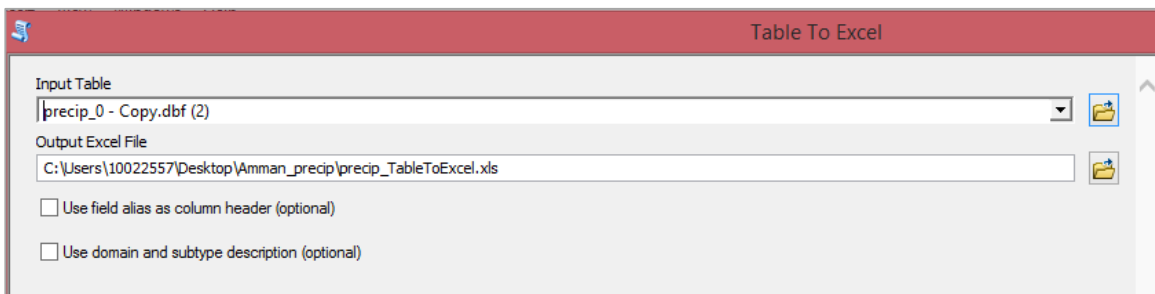 Table To Excel
Input Table
precip_0 - Copy.dbf (2)
Output Excel File
C:\Users\10022557\Desktop\Amman_precip\precip_TableToExcel.xls
Use field alias as column header (optional)
Use domain and subtype description (optional)